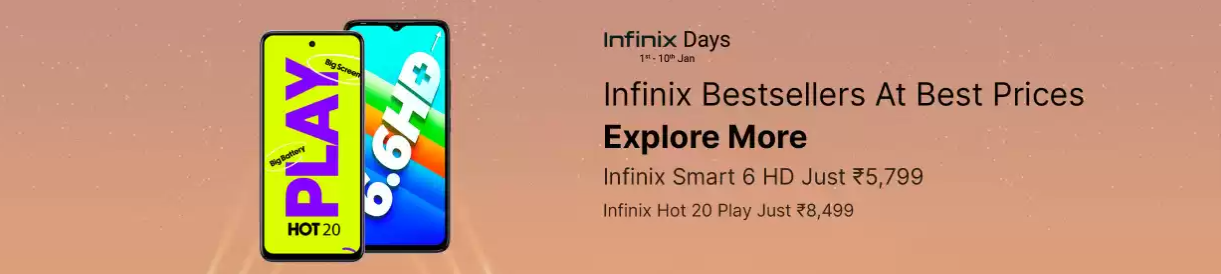 Big Screen
PLAY
Big Battery
HOT 20
6.6HD+
Infinix Days
1st - 10th Jan
Infinix Bestsellers At Best Prices
Explore More
Infinix Smart 6 HD Just ₹5,799
Infinix Hot 20 Play Just ₹8,499